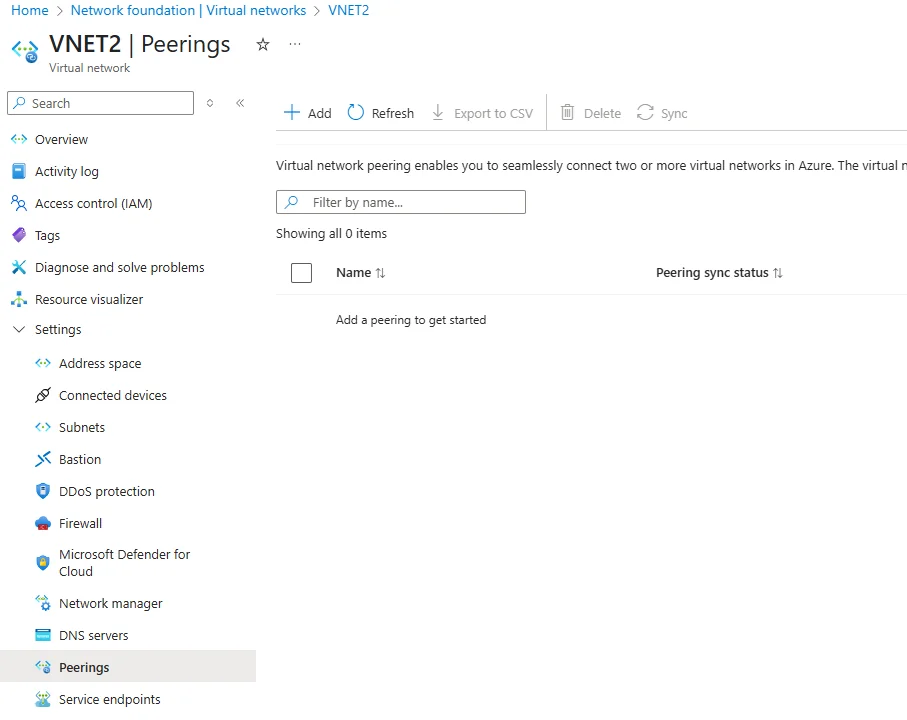 Home > Network foundation | Virtual networks > VNET2
VNET2 | Peerings
Virtual network
Search
Add Refresh Export to CSV Delete Sync
Overview
Activity log
Access control (IAM)
Tags
Diagnose and solve problems
Resource visualizer
Settings
Address space
Connected devices
Subnets
Bastion
DDoS protection
Firewall
Microsoft Defender for
Cloud
Network manager
DNS servers
Peerings
Service endpoints
Virtual network peering enables you to seamlessly connect two or more virtual networks in Azure. The virtual
Filter by name...
Showing all 0 items
Name Peering sync status
Add a peering to get started